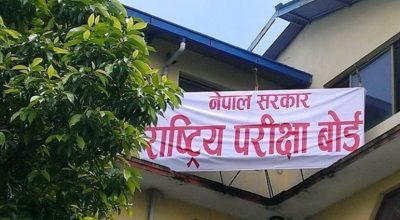 नेपाल सरकार
राष्ट्रिय परीक्षा बोर्ड